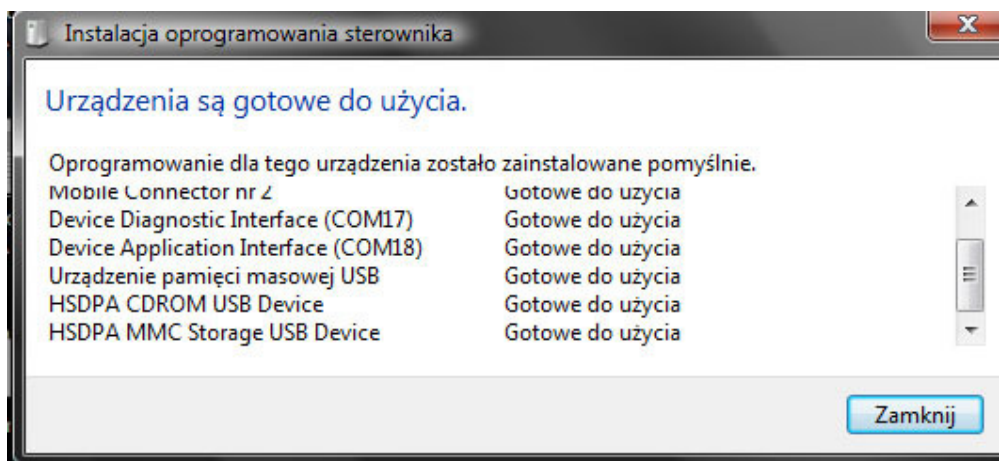 Instalacja oprogramowania sterownika
Urządzenia są gotowe do użycia.
Oprogramowanie dla tego urządzenia zostało zainstalowane pomyślnie.
Mobile Connector nr 2 Gotowe do użycia
Device Diagnostic Interface (COM17) Gotowe do użycia
Device Application Interface (COM18) Gotowe do użycia
Urządzenie pamięci masowej USB Gotowe do użycia
HSDPA CDROM USB Device Gotowe do użycia
HSDPA MMC Storage USB Device Gotowe do użycia
Zamknij